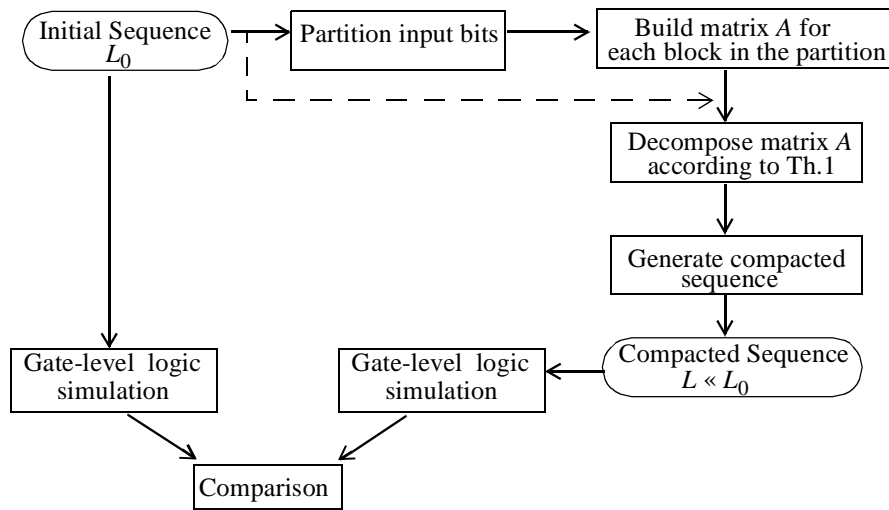 Initial Sequence
L0
Partition input bits
Build matrix A for
each block in the partition
Decompose matrix A
according to Th.1
Generate compacted
sequence
Compacted Sequence
L « L0
Gate-level logic
simulation
Gate-level logic
simulation
Comparison